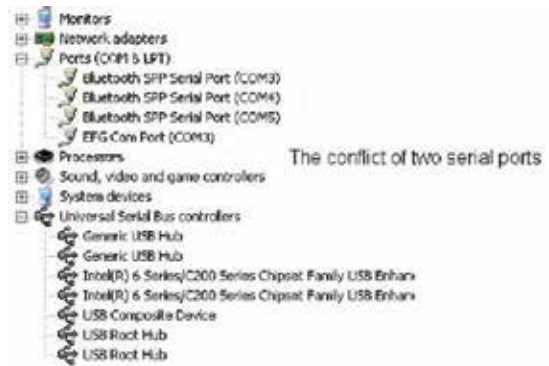 Monitors
Network adapters
Ports (COM & LPT)
Bluetooth SPP Serial Port (COM3)
Bluetooth SPP Serial Port (COM4)
Bluetooth SPP Serial Port (COM5)
EFG Com Port (COM3)
Processors
The conflict of two serial ports
Sound, video and game controllers
System devices
Universal Serial Bus controllers
Generic USB Hub
Generic USB Hub
Intel(R) 6 Series/C200 Series Chipset Family USB Enhan
Intel(R) 6 Series/C200 Series Chipset Family USB Enhan
USB Composite Device
USB Root Hub
USB Root Hub